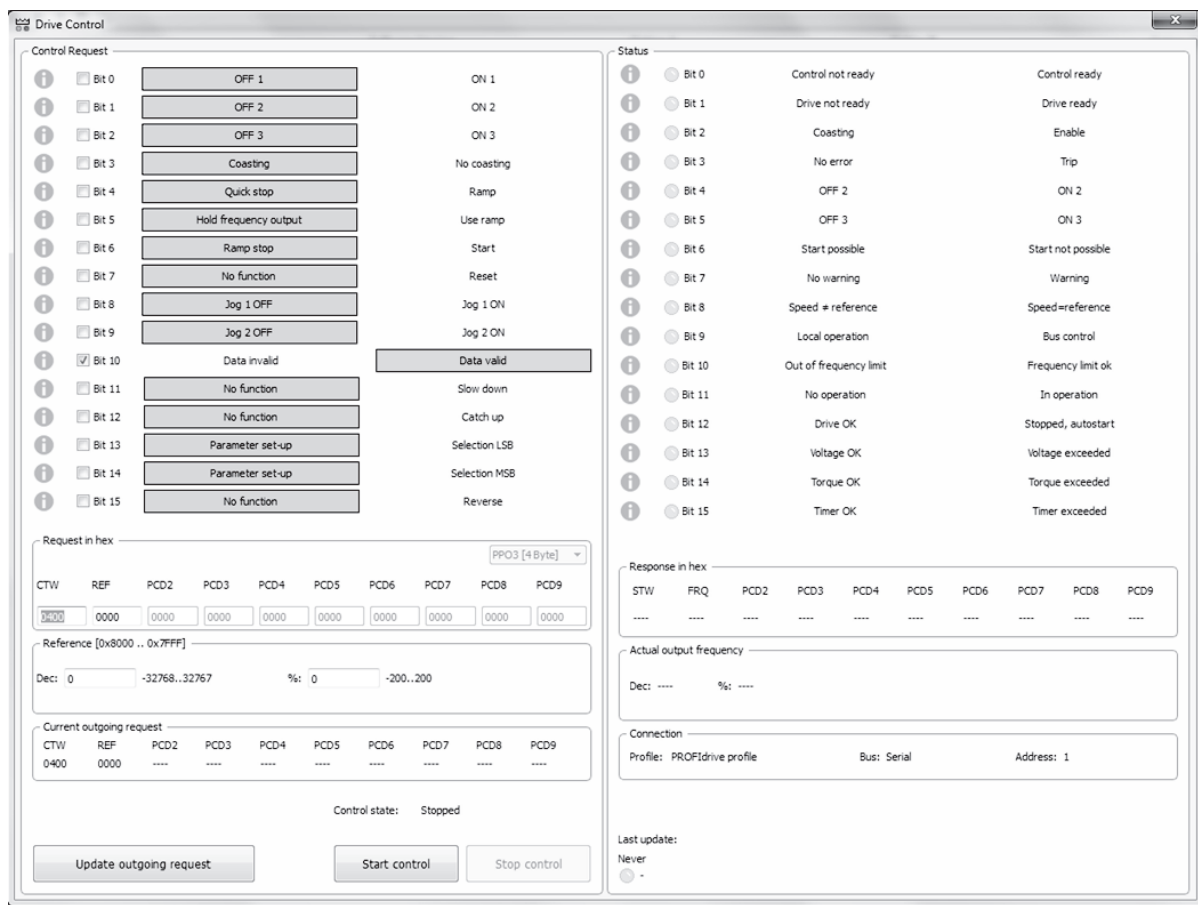 Drive Control
Control Request
Bit 0 OFF 1 ON 1
Bit 1 OFF 2 ON 2
Bit 2 OFF 3 ON 3
Bit 3 Coasting No coasting
Bit 4 Quick stop Ramp
Bit 5 Hold frequency output Use ramp
Bit 6 Ramp stop Start
Bit 7 No function Reset
Bit 8 Jog 1 OFF Jog 1 ON
Bit 9 Jog 2 OFF Jog 2 ON
Bit 10 Data invalid Data valid
Bit 11 No function Slow down
Bit 12 No function Catch up
Bit 13 Parameter set-up Selection LSB
Bit 14 Parameter set-up Selection MSB
Bit 15 No function Reverse
Request in hex
PPO3 [4 Byte]
CTW REF PCD2 PCD3 PCD4 PCD5 PCD6 PCD7 PCD8 PCD9
0400 0000 0000 0000 0000 0000 0000 0000 0000 0000
Reference [0x8000 .. 0x7FFF]
Dec: 0 -32768..32767 %: 0 -200..200
Current outgoing request
CTW REF PCD2 PCD3 PCD4 PCD5 PCD6 PCD7 PCD8 PCD9
0400 0000 ---- ---- ---- ---- ---- ---- ---- ----
Control state: Stopped
Update outgoing request Start control Stop control
Status
Bit 0 Control not ready Control ready
Bit 1 Drive not ready Drive ready
Bit 2 Coasting Enable
Bit 3 No error Trip
Bit 4 OFF 2 ON 2
Bit 5 OFF 3 ON 3
Bit 6 Start possible Start not possible
Bit 7 No warning Warning
Bit 8 Speed ≠ reference Speed=reference
Bit 9 Local operation Bus control
Bit 10 Out of frequency limit Frequency limit ok
Bit 11 No operation In operation
Bit 12 Drive OK Stopped, autostart
Bit 13 Voltage OK Voltage exceeded
Bit 14 Torque OK Torque exceeded
Bit 15 Timer OK Timer exceeded
Response in hex
STW FRQ PCD2 PCD3 PCD4 PCD5 PCD6 PCD7 PCD8 PCD9
---- ---- ---- ---- ---- ---- ---- ---- ---- ----
Actual output frequency
Dec: ---- %: ----
Connection
Profile: PROFIdrive profile Bus: Serial Address: 1
Last update:
Never
-